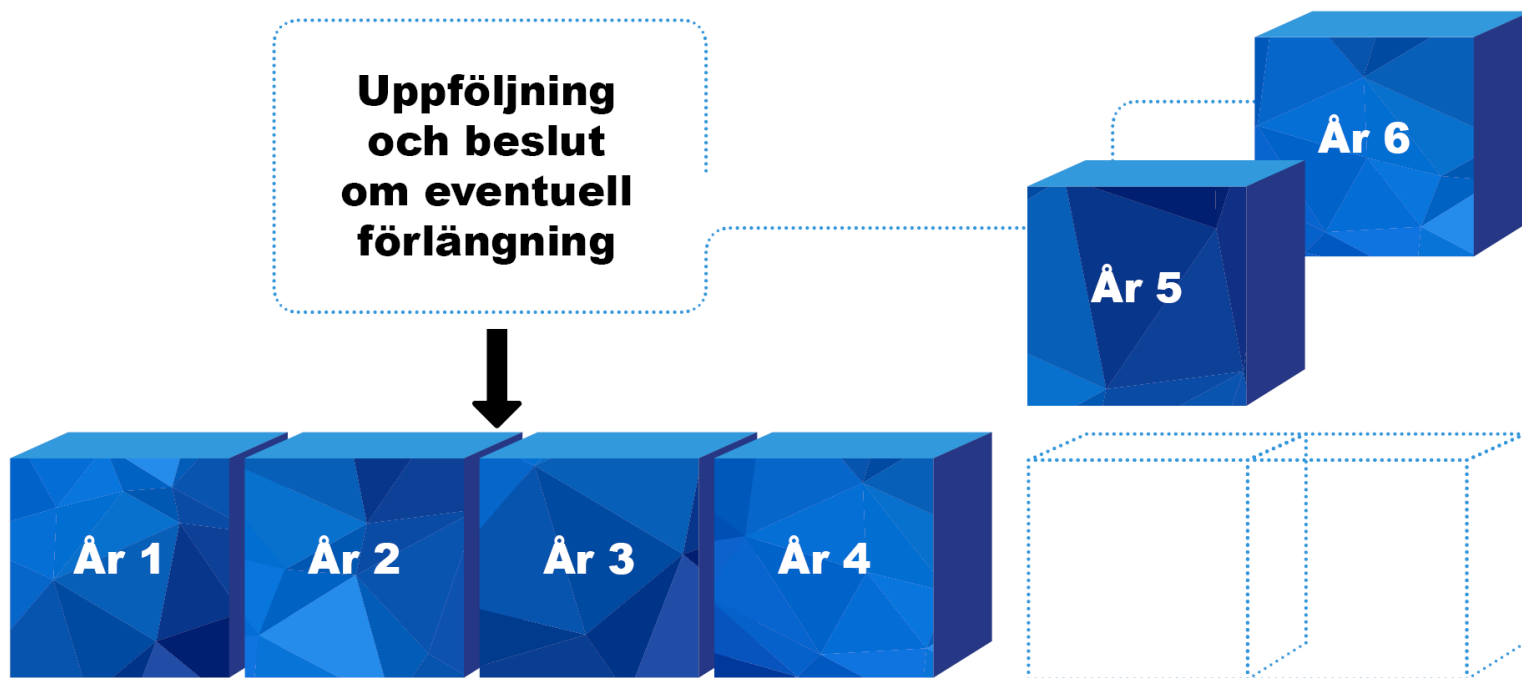 Uppföljning
och beslut
om eventuell
förlängning
År 6
År 5
År 1
År 2
År 3
År 4